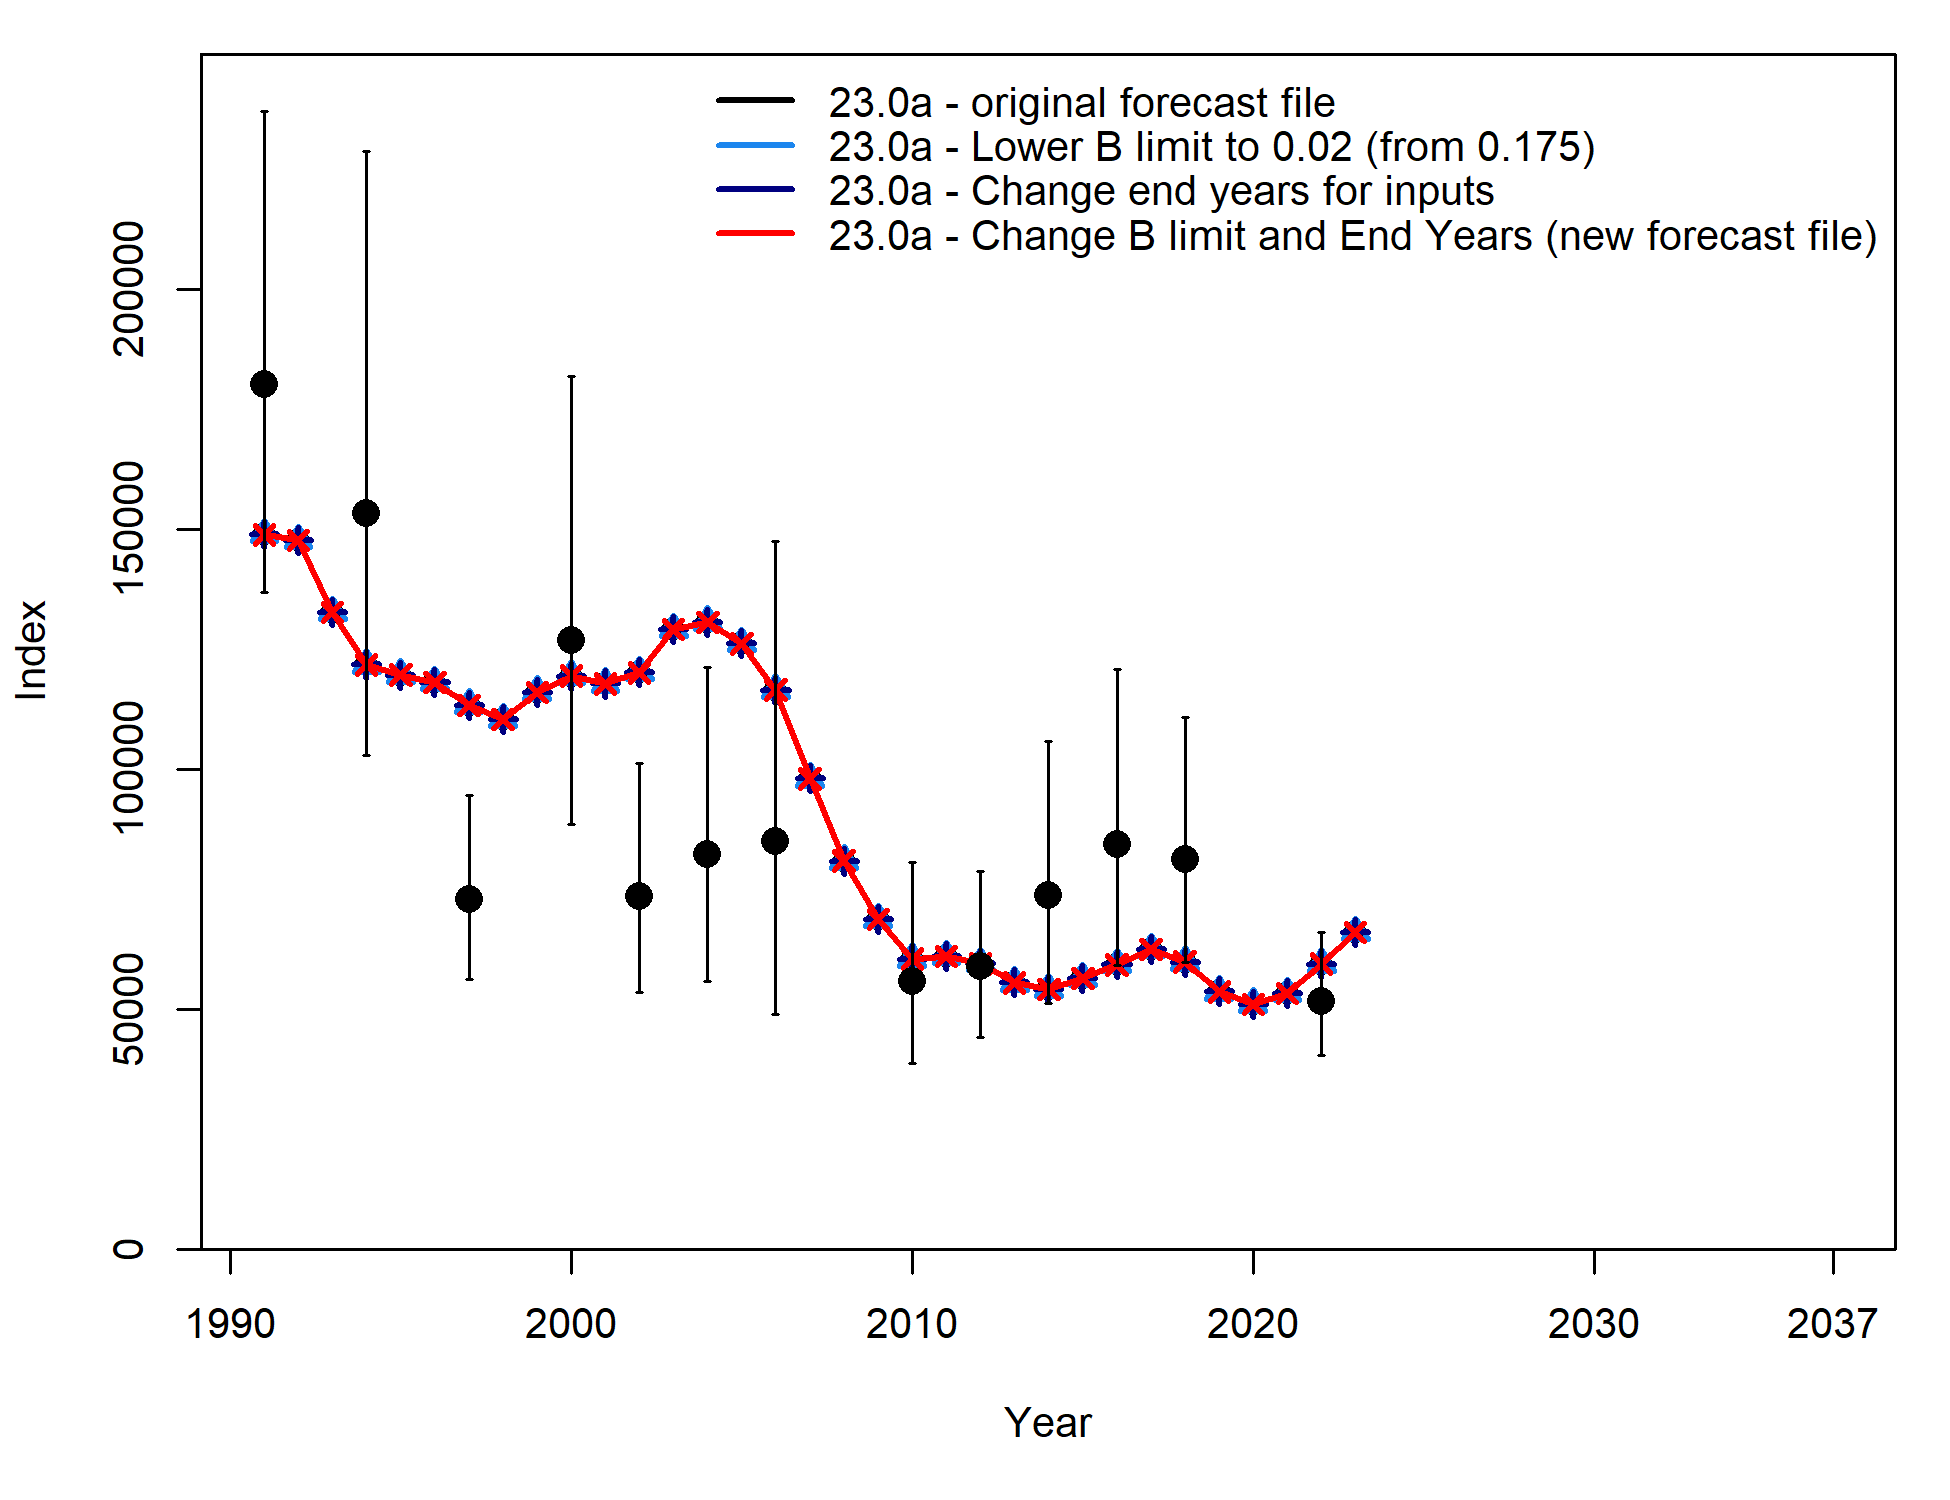 23.0a - original forecast file
23.0a - Lower B limit to 0.02 (from 0.175)
23.0a - Change end years for inputs
23.0a - Change B limit and End Years (new forecast file)
200000
150000
100000
50000
0
Index
1990 2000 2010 2020 2030 2037
Year